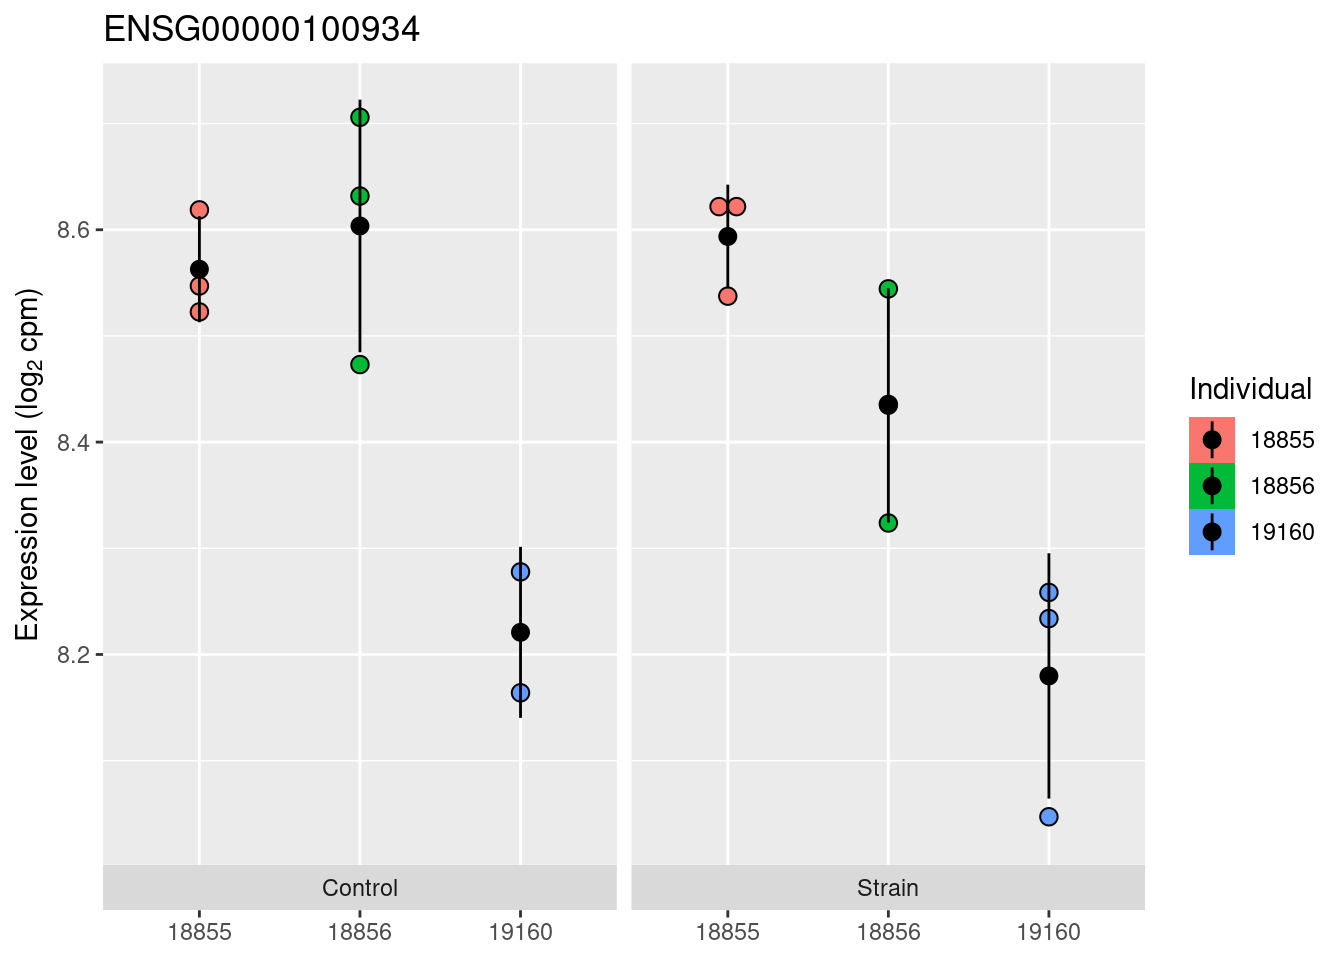 ENSG00000100934
Expression level (log₂ cpm)
8.6
8.4
8.2
Control
Strain
18855
18856
19160
18855
18856
19160
Individual
18855
18856
19160